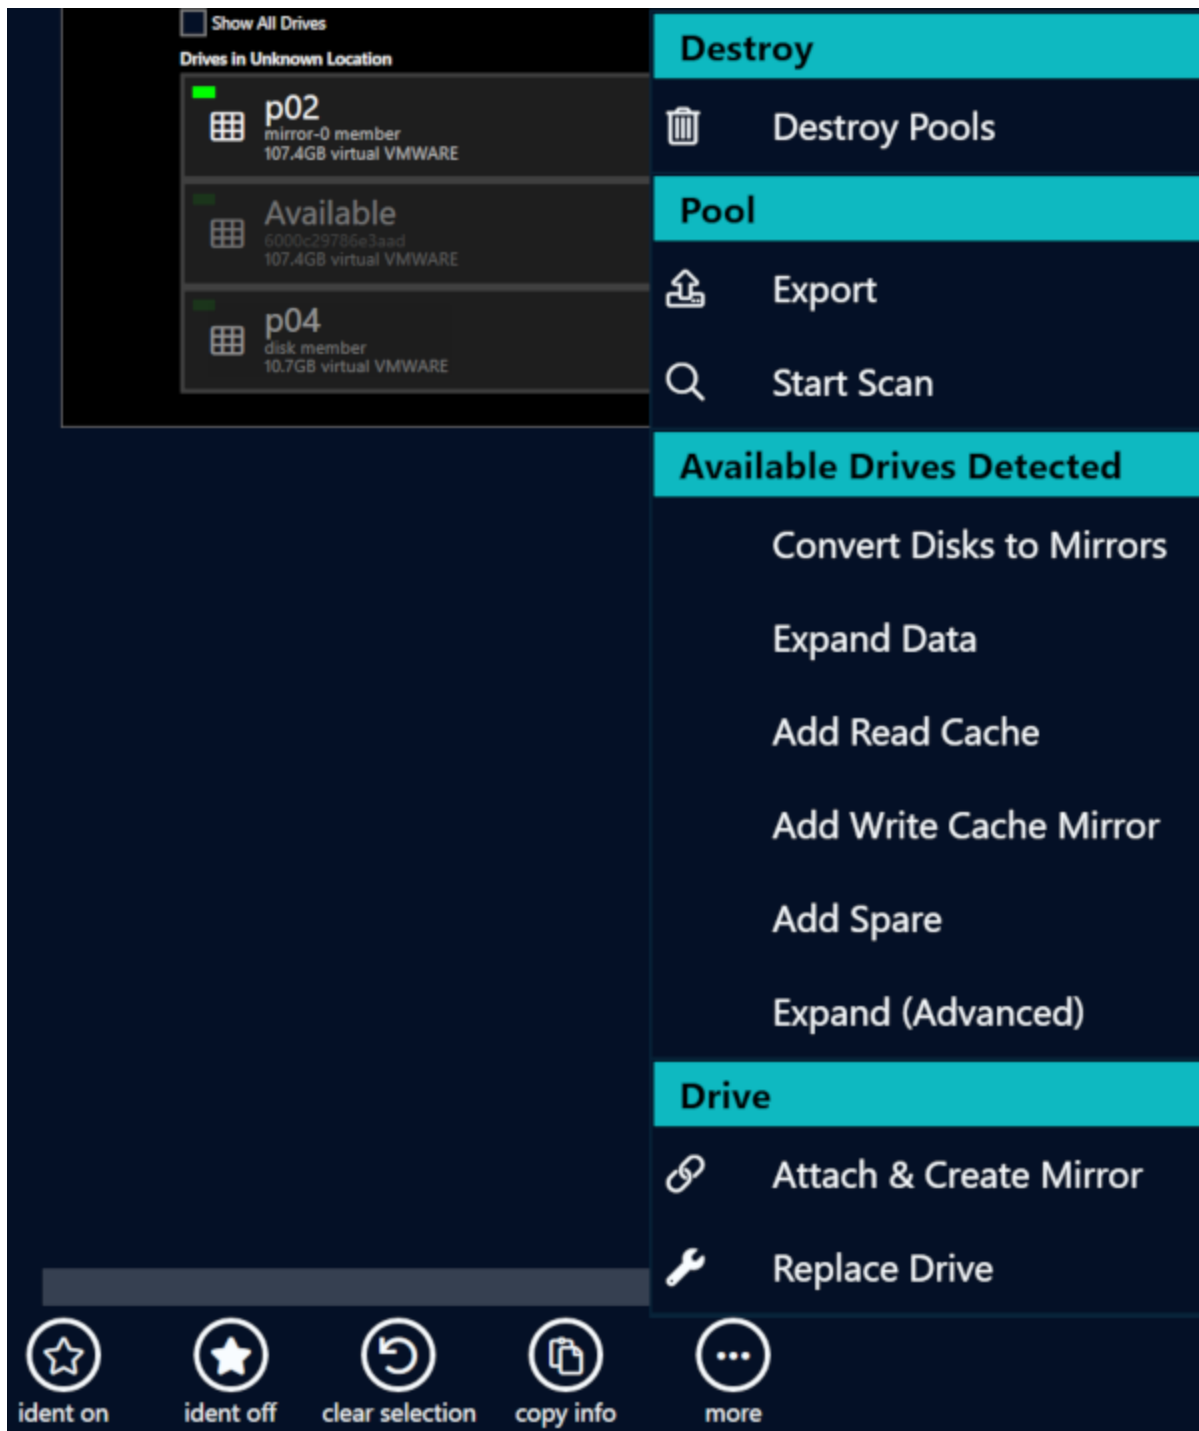 Show All Drives
Drives in Unknown Location
p02
mirror-0 member
107.4GB virtual VMWARE
Available
6000c29786e3aad
107.4GB virtual VMWARE
p04
disk member
10.7GB virtual VMWARE
Destroy
Destroy Pools
Pool
Export
Start Scan
Available Drives Detected
Convert Disks to Mirrors
Expand Data
Add Read Cache
Add Write Cache Mirror
Add Spare
Expand (Advanced)
Drive
Attach & Create Mirror
Replace Drive
ident on
ident off
clear selection
copy info
more